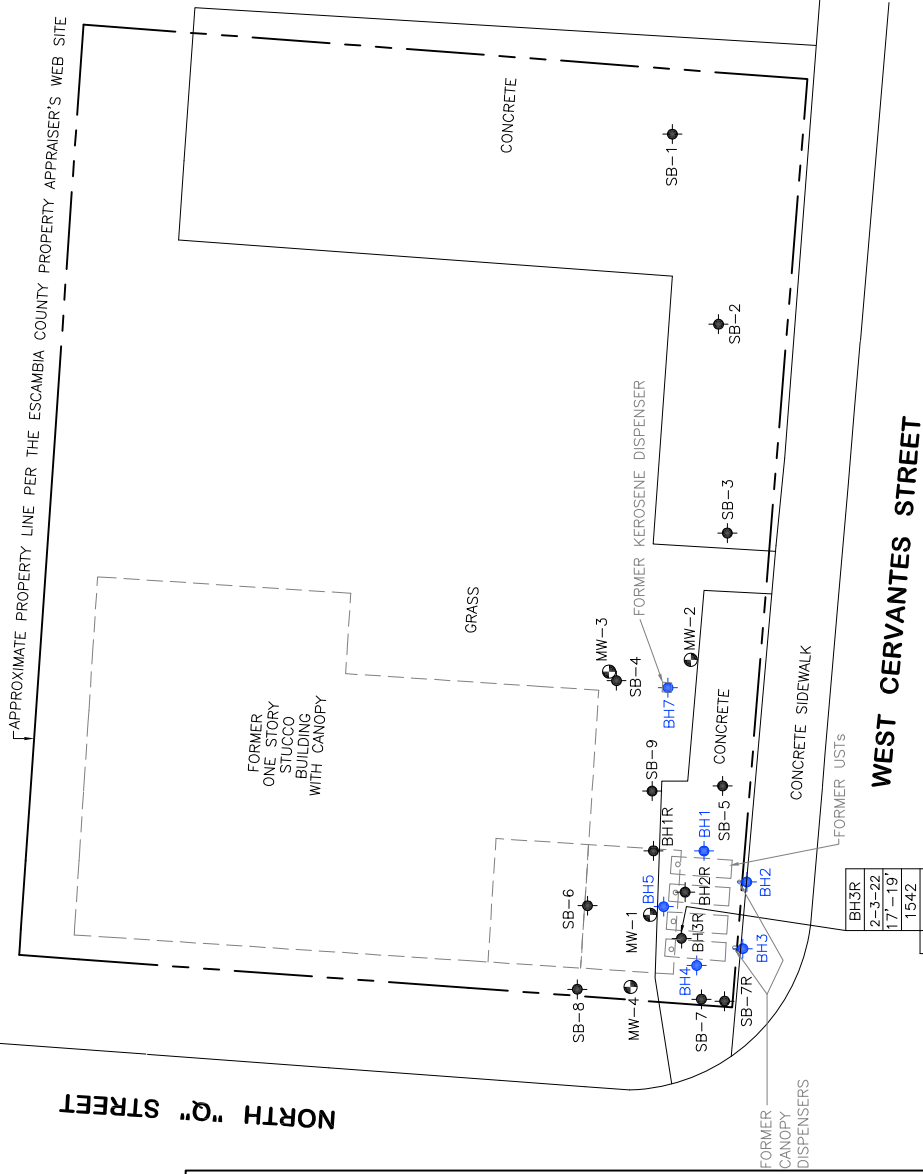 APPROXIMATE PROPERTY LINE PER THE ESCAMBIA COUNTY PROPERTY APPRAISER'S WEB SITE
CONCRETE
SB-1
SB-2
FORMER KEROSENE DISPENSER
SB-3
GRASS
MW-3
SB-4
MW-2
BH7
FORMER
ONE STORY
STUCCO
BUILDING
WITH CANOPY
SB-9
CONCRETE
SB-5
CONCRETE SIDEWALK
WEST CERVANTES STREET
BH1R
BH1
FORMER USTs
SB-6
BH5
BH2R
BH2
MW-1
BH3R
BH3
BH4
SB-8
MW-4
SB-7
SB-7R
BH3R
2-3-22
17'-19'
1542
NORTH "Q" STREET
FORMER
CANOPY
DISPENSERS